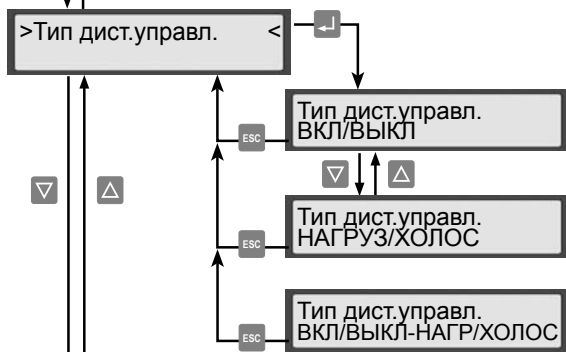 >Тип дист.управл. <
Тип дист.управл.
ВКЛ/ВЫКЛ
ESC
Тип дист.управл.
НАГРУЗ/ХОЛОС
ESC
Тип дист.управл.
ВКЛ/ВЫКЛ-НАГР/ХОЛОС
ESC